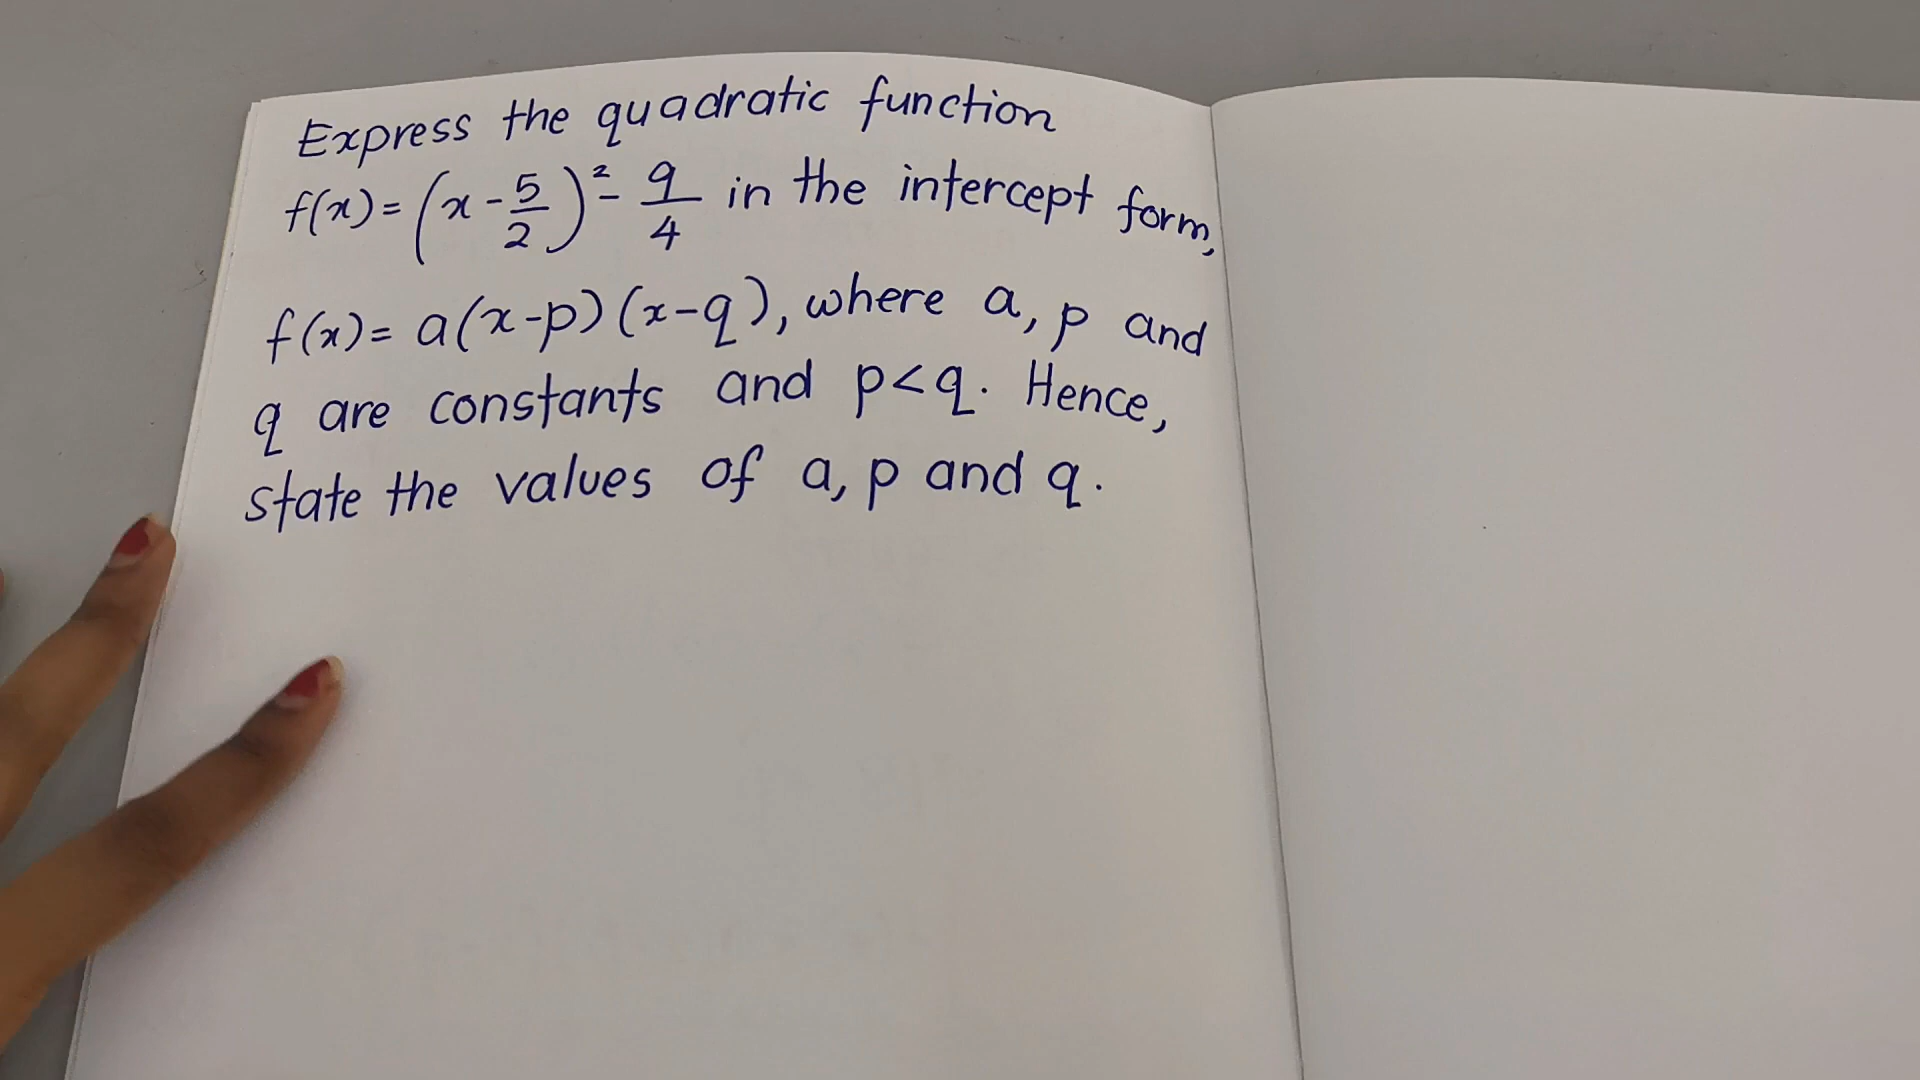 Express the quadratic function
f(x) = (x - 5/2)² - 9/4 in the intercept form,
f(x) = a(x-p)(x-q), where a, p and
q are constants and p<q. Hence,
state the values of a, p and q.